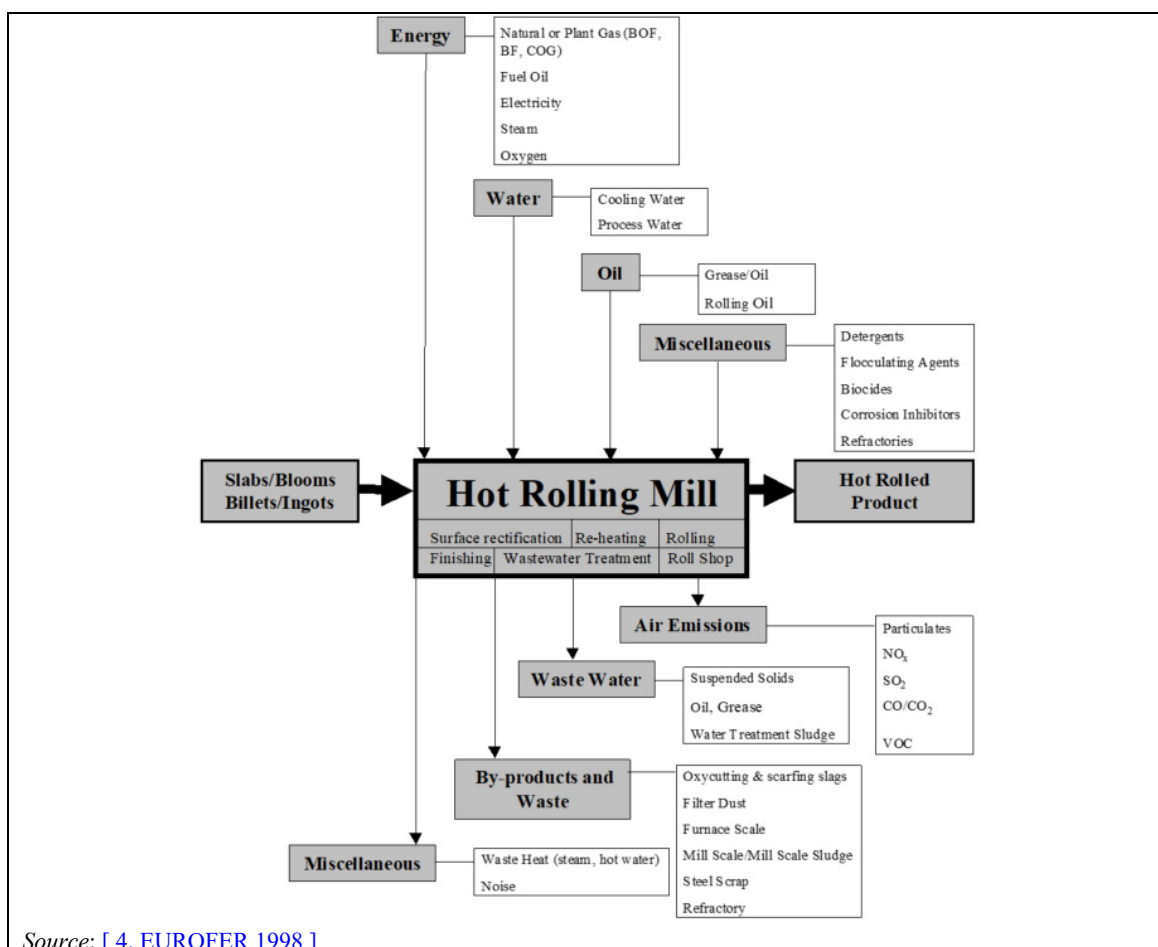 Energy
Natural or Plant Gas (BOF,
BF, COG)
Fuel Oil
Electricity
Steam
Oxygen
Water
Cooling Water
Process Water
Oil
Grease/Oil
Rolling Oil
Miscellaneous
Detergents
Flocculating Agents
Biocides
Corrosion Inhibitors
Refractories
Slabs/Blooms
Billets/Ingots
Hot Rolling Mill
Surface rectification Re-heating Rolling
Finishing Wastewater Treatment Roll Shop
Hot Rolled
Product
Air Emissions
Particulates
NOx
SO2
CO/CO2
VOC
Waste Water
Suspended Solids
Oil, Grease
Water Treatment Sludge
By-products and
Waste
Oxycutting & scarfing slags
Filter Dust
Furnace Scale
Mill Scale/Mill Scale Sludge
Steel Scrap
Refractory
Miscellaneous
Waste Heat (steam, hot water)
Noise
Source: [ 4, EUROFER 1998 ]